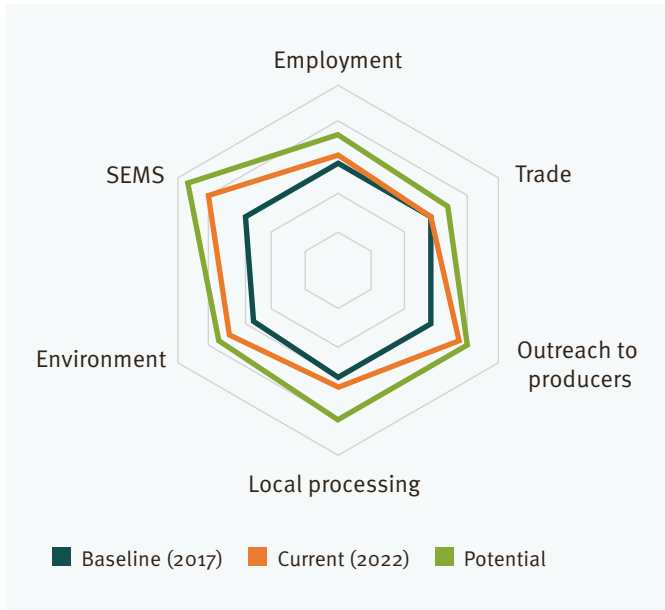 Employment
SEMS
Trade
Environment
Outreach to
producers
Local processing
Baseline (2017)
Current (2022)
Potential